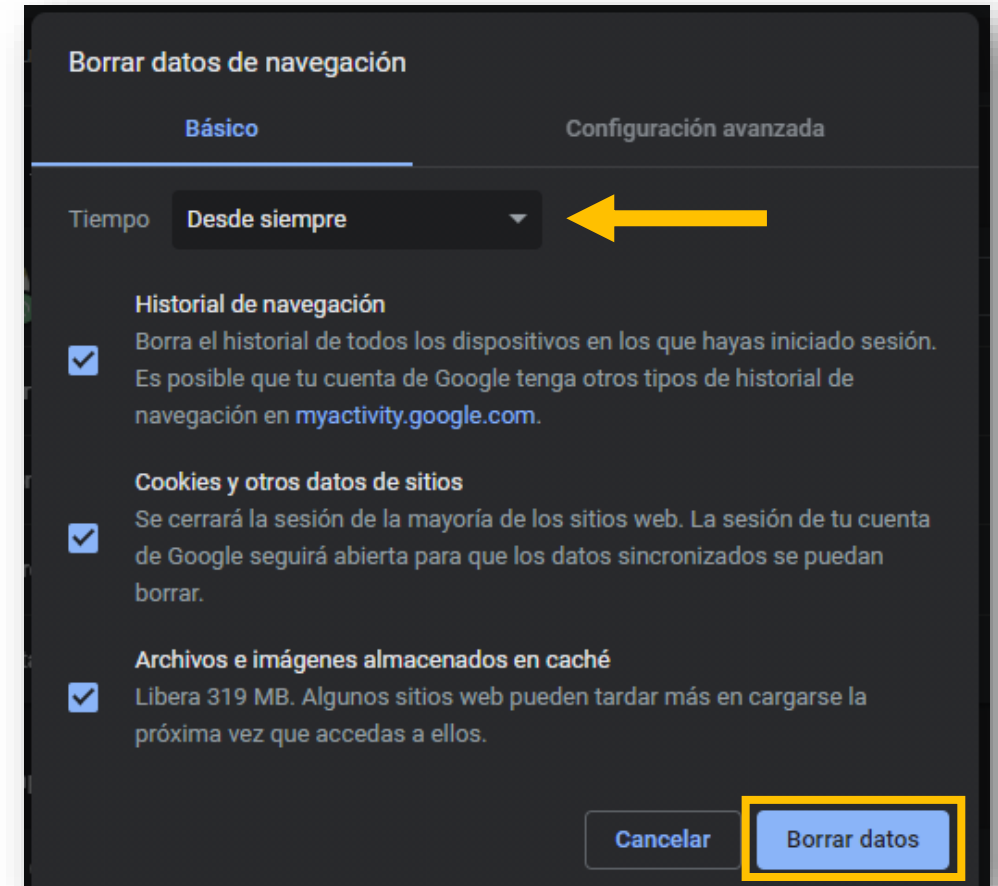 Borrar datos de navegación
Básico
Configuración avanzada
Tiempo
Desde siempre
Historial de navegación
Borra el historial de todos los dispositivos en los que hayas iniciado sesión.
Es posible que tu cuenta de Google tenga otros tipos de historial de
navegación en myactivity.google.com.
Cookies y otros datos de sitios
Se cerrará la sesión de la mayoría de los sitios web. La sesión de tu cuenta
de Google seguirá abierta para que los datos sincronizados se puedan
borrar.
Archivos e imágenes almacenados en caché
Libera 319 MB. Algunos sitios web pueden tardar más en cargarse la
próxima vez que accedas a ellos.
Cancelar
Borrar datos